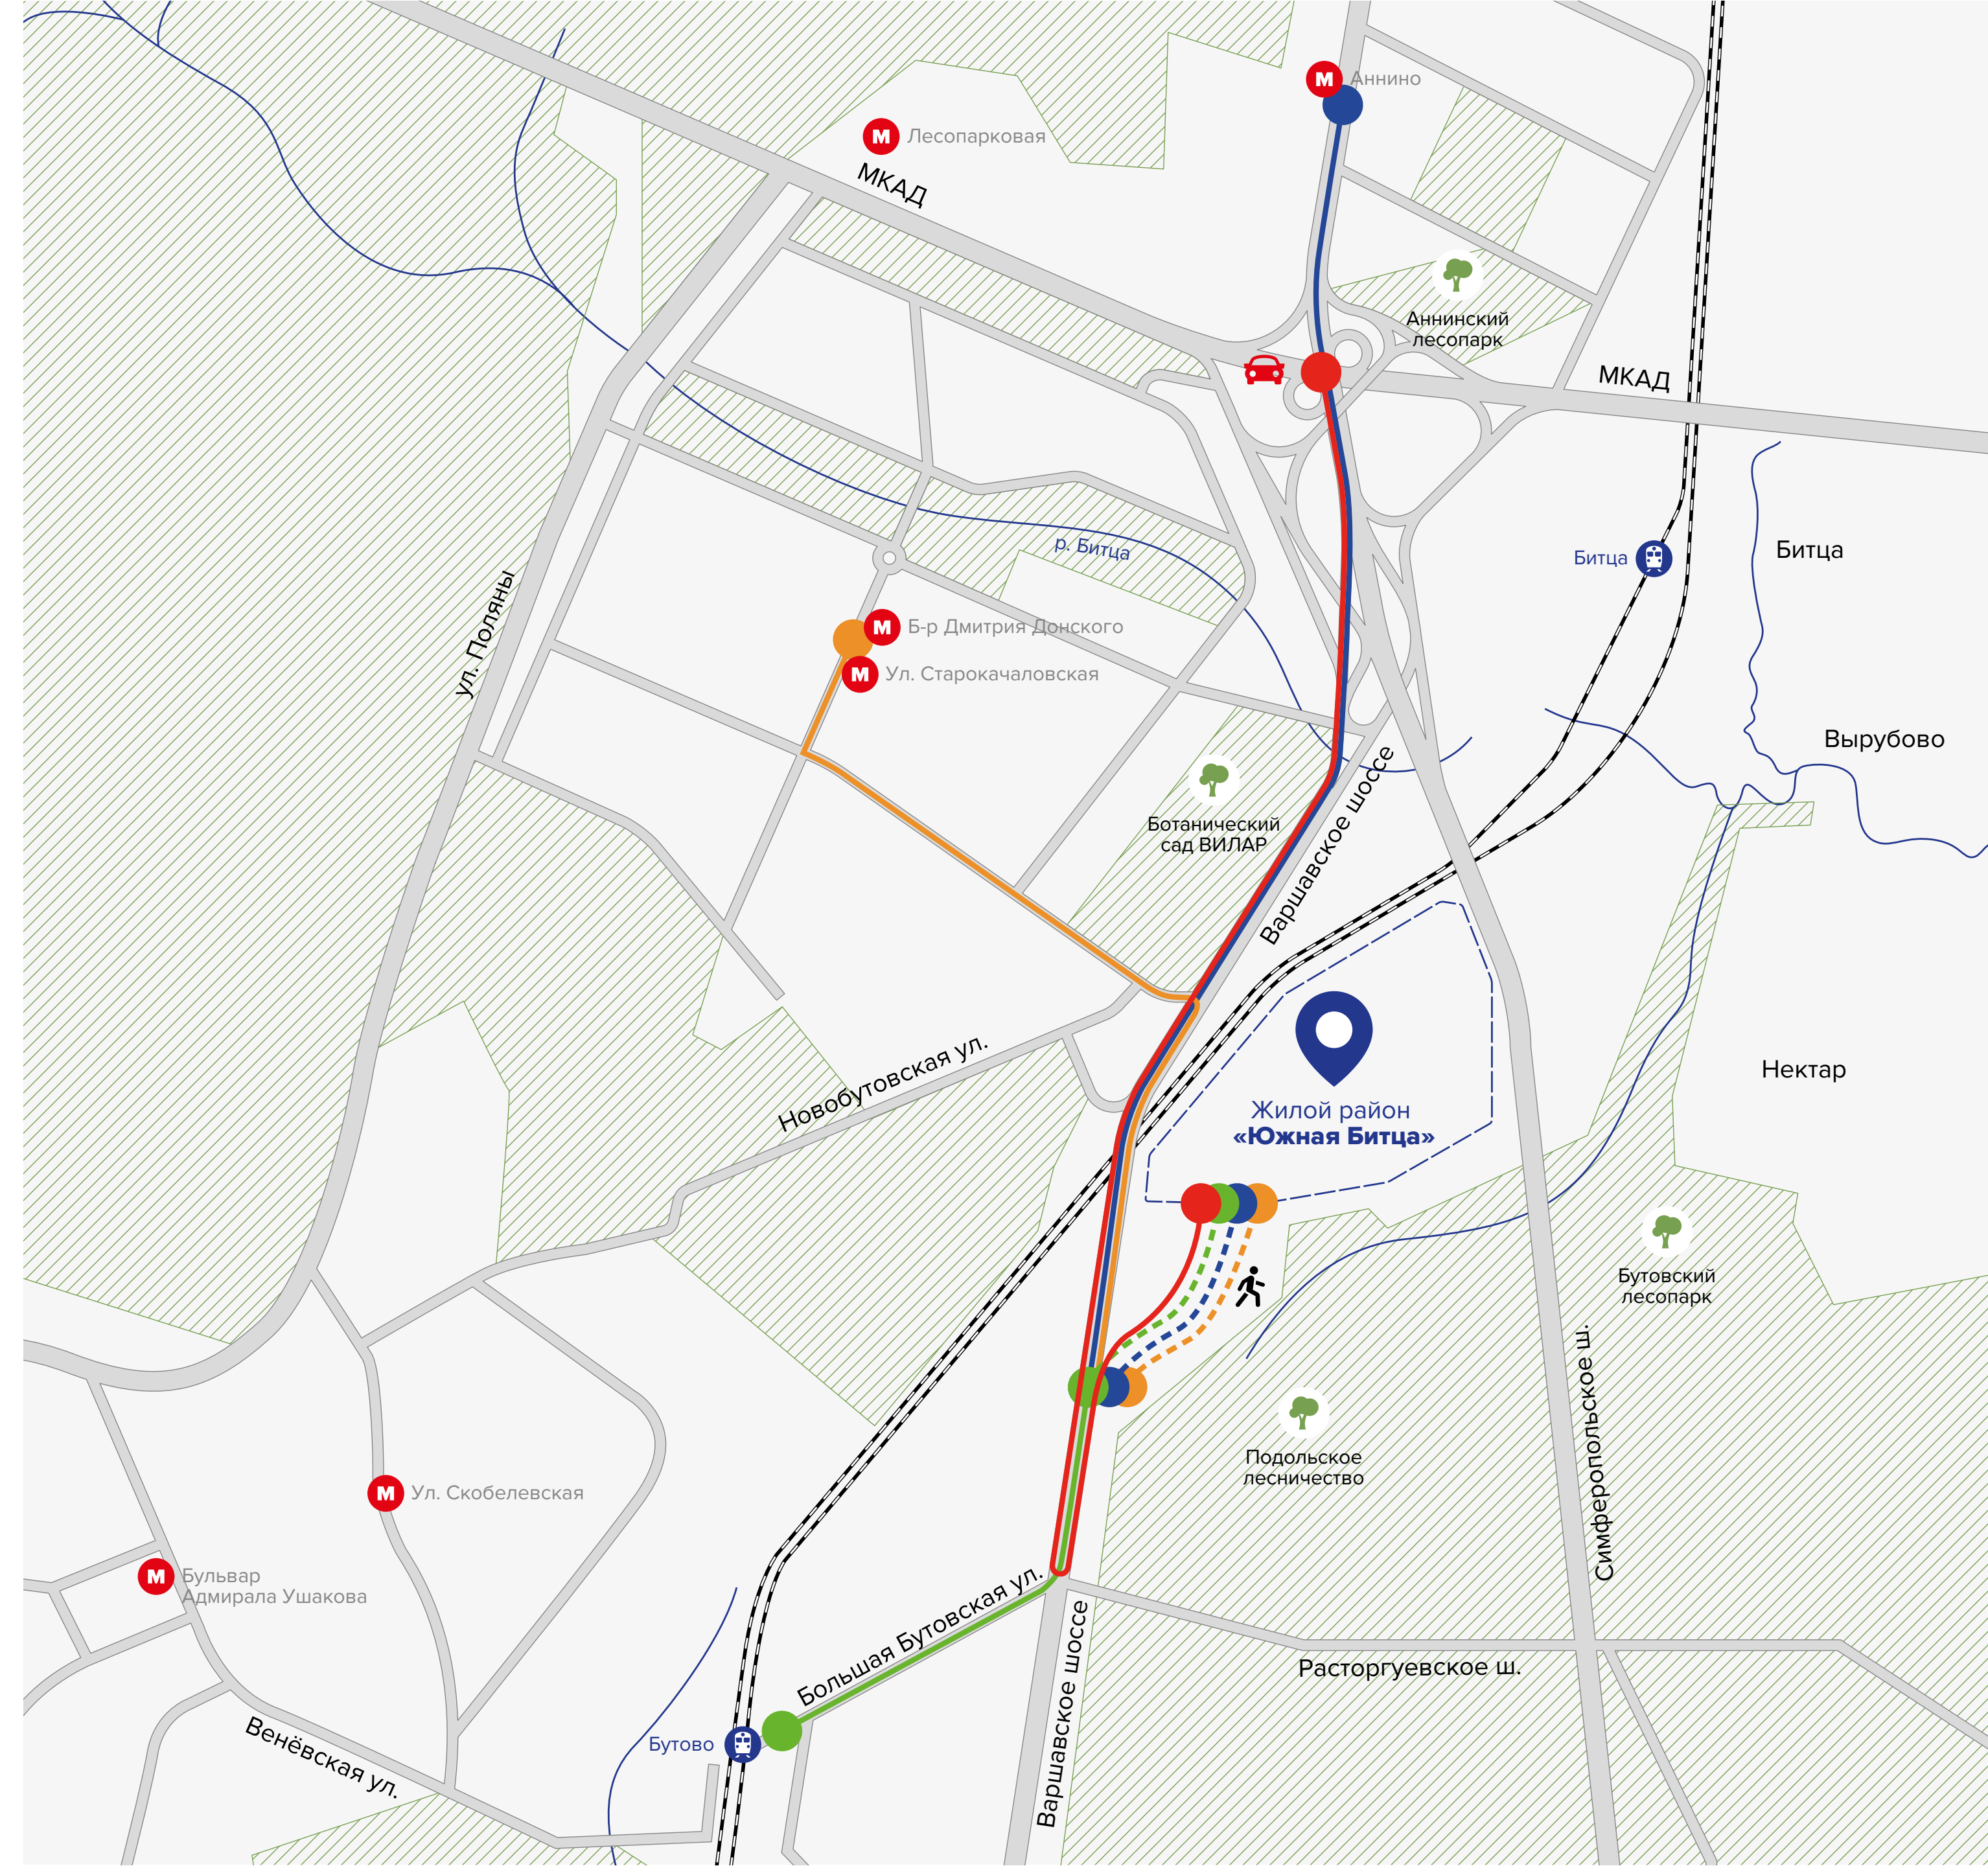 М Аннино
М Лесопарковая
МКАД
Аннинский
лесопарк
МКАД
р. Битца
Битца
Битца
ул. Поляны
М Б-р Дмитрия Донского
М Ул. Старокачаловская
Вырубово
Ботанический
сад ВИЛАР
Варшавское шоссе
Новобутовская ул.
Нектар
Жилой район
«Южная Битца»
Бутовский
лесопарк
Симферопольское ш.
Подольское
лесничество
М Ул. Скобелевская
М Бульвар
Адмирала Ушакова
Большая Бутовская ул.
Варшавское шоссе
Расторгуевское ш.
Венёвская ул.
Бутово